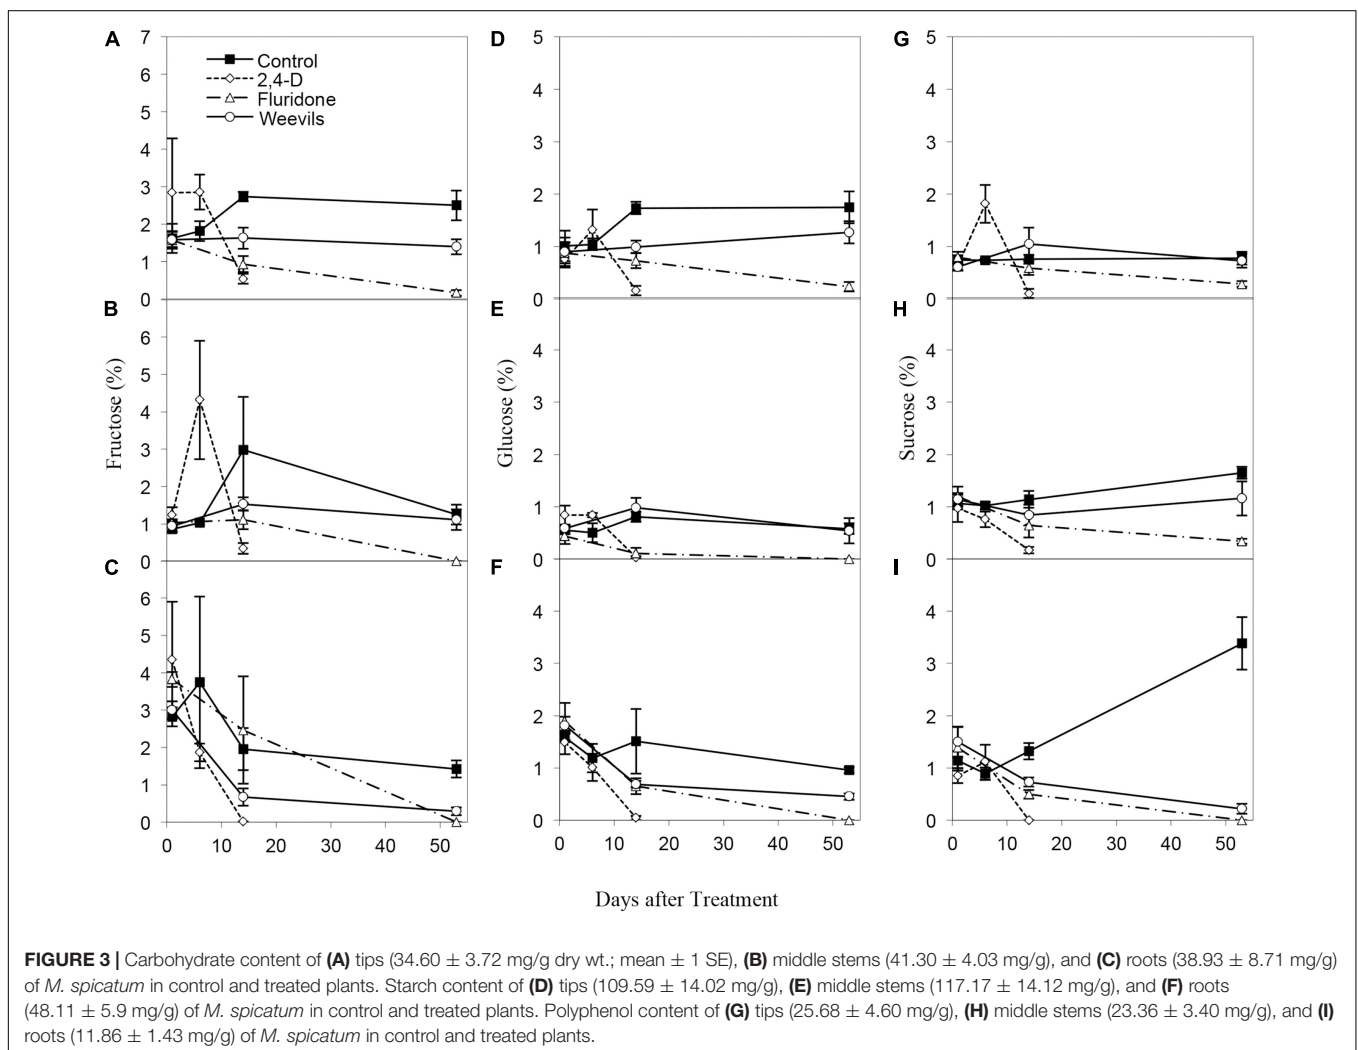 A
7
6
5
4
3
2
1
0
Control
2,4-D
Fluridone
Weevils
D
5
4
3
2
1
0
G
5
4
3
2
1
0
B
6
5
4
3
2
1
0
Fructose (%)
E
4
3
2
1
0
Glucose (%)
H
4
3
2
1
0
Sucrose (%)
C
6
5
4
3
2
1
0
0 10 20 30 40 50
F
4
3
2
1
0
0 10 20 30 40 50
I
4
3
2
1
0
0 10 20 30 40 50
Days after Treatment
FIGURE 3 | Carbohydrate content of (A) tips (34.60 ± 3.72 mg/g dry wt.; mean ± 1 SE), (B) middle stems (41.30 ± 4.03 mg/g), and (C) roots (38.93 ± 8.71 mg/g)
of M. spicatum in control and treated plants. Starch content of (D) tips (109.59 ± 14.02 mg/g), (E) middle stems (117.17 ± 14.12 mg/g), and (F) roots
(48.11 ± 5.9 mg/g) of M. spicatum in control and treated plants. Polyphenol content of (G) tips (25.68 ± 4.60 mg/g), (H) middle stems (23.36 ± 3.40 mg/g), and (I)
roots (11.86 ± 1.43 mg/g) of M. spicatum in control and treated plants.